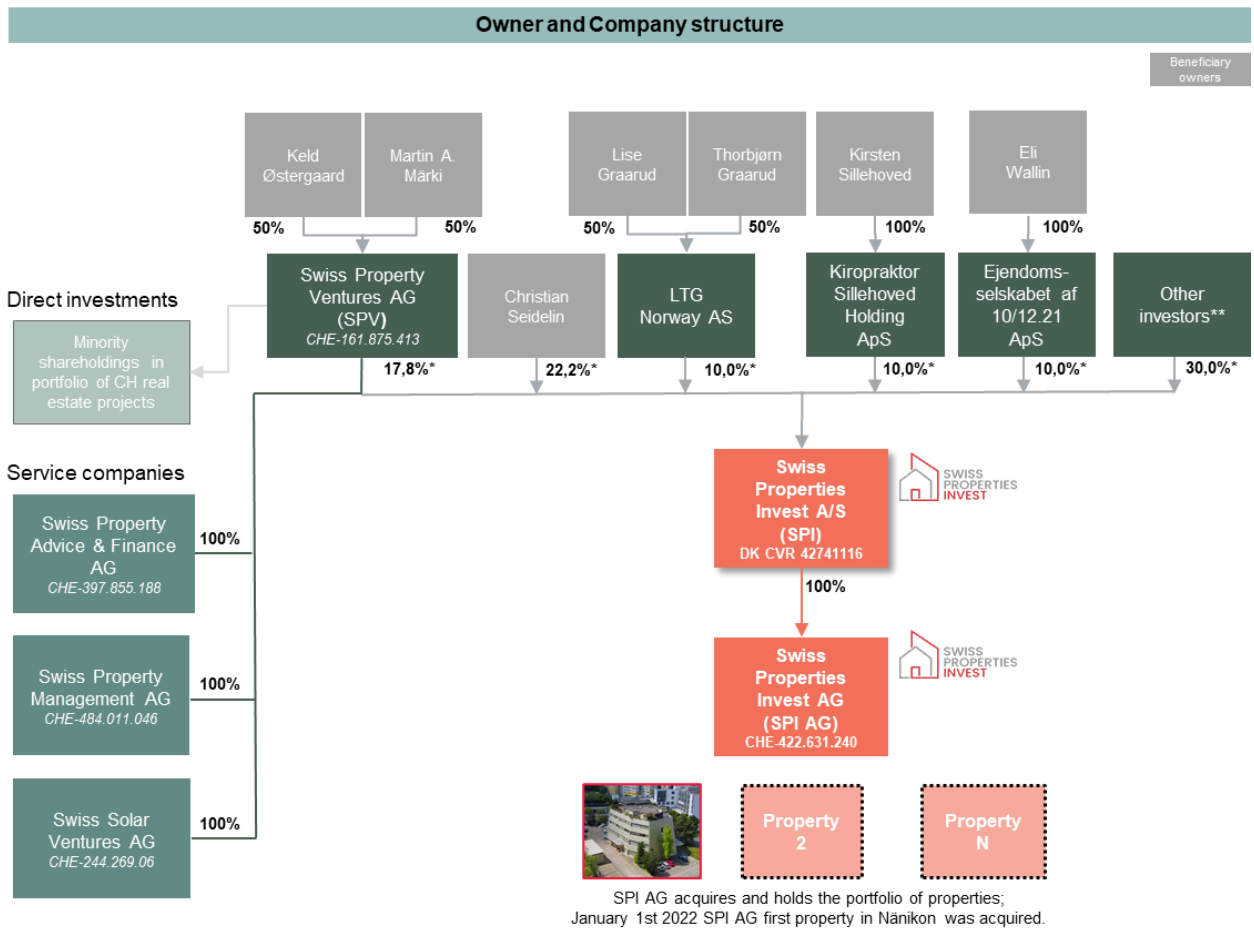 Owner and Company structure
Beneficiary
owners
Keld
Østergaard
Martin A.
Märki
Lise
Graarud
Thorbjørn
Graarud
Kirsten
Sillehoved
Eli
Wallin
50%
50%
50%
50%
100%
100%
Direct investments
Minority
shareholdings in
portfolio of CH real
estate projects
Swiss Property
Ventures AG
(SPV)
CHE-161.875.413
Christian
Seidelin
LTG
Norway AS
Kiropraktor
Sillehoved
Holding
ApS
Ejendoms-
selskabet af
10/12.21
ApS
Other
investors**
17,8%*
22,2%*
10,0%*
10,0%*
10,0%*
30,0%*
Service companies
Swiss Property
Advice & Finance
AG
CHE-397.855.188
100%
Swiss Property
Management AG
CHE-484.011.046
100%
Swiss Solar
Ventures AG
CHE-244.269.06
100%
Swiss
Properties
Invest A/S
(SPI)
DK CVR 42741116
SWISS
PROPERTIES
INVEST
100%
Swiss
Properties
Invest AG
(SPI AG)
CHE-422.631.240
SWISS
PROPERTIES
INVEST
Property
2
Property
N
SPI AG acquires and holds the portfolio of properties;
January 1st 2022 SPI AG first property in Nänikon was acquired.